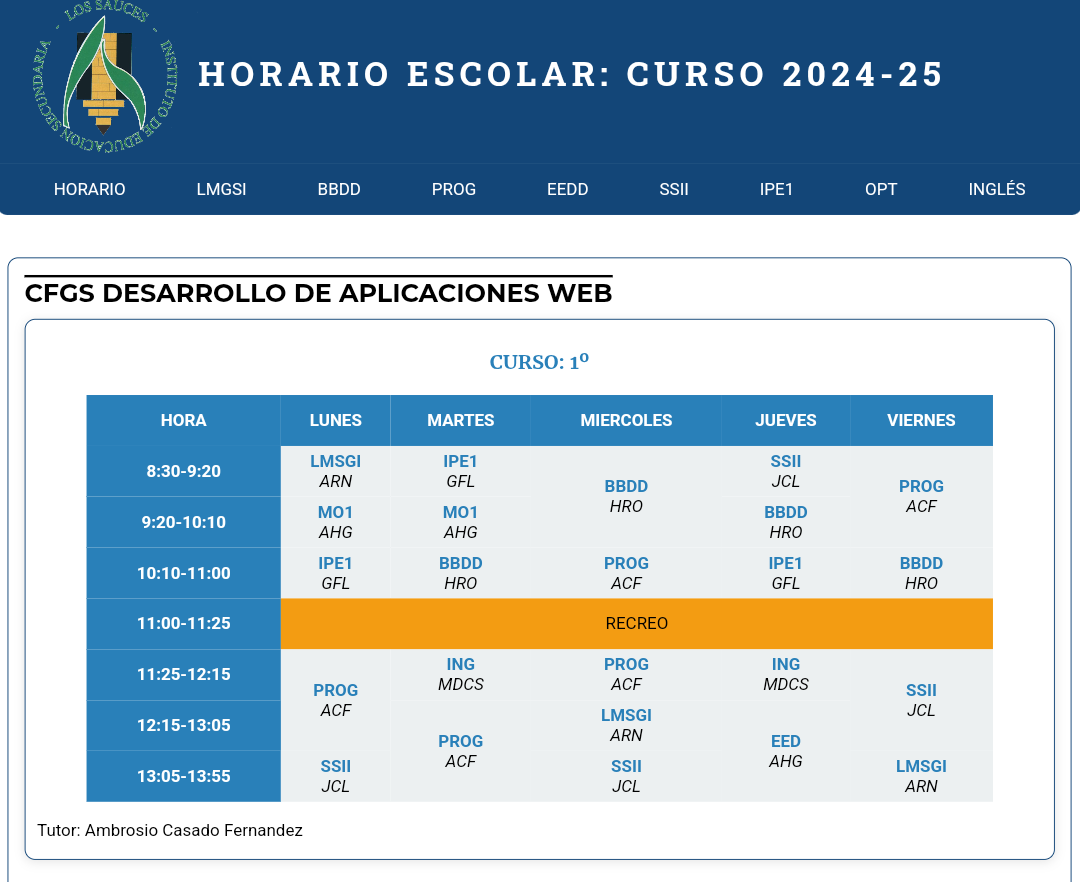 - LOS SAUCES - INSTITUTO DE EDUCACION SECUNDARIA
HORARIO ESCOLAR: CURSO 2024-25
HORARIO LMGSI BBDD PROG EEDD SSII IPE1 OPT INGLÉS
CFGS DESARROLLO DE APLICACIONES WEB
CURSO: 1º
HORA LUNES MARTES MIERCOLES JUEVES VIERNES
8:30-9:20
LMSGI
ARN
IPE1
GFL
BBDD
HRO
SSII
JCL
PROG
ACF
9:20-10:10
MO1
AHG
MO1
AHG
BBDD
HRO
10:10-11:00
IPE1
GFL
BBDD
HRO
PROG
ACF
IPE1
GFL
BBDD
HRO
11:00-11:25
RECREO
11:25-12:15
PROG
ACF
ING
MDCS
PROG
ACF
ING
MDCS
SSII
JCL
12:15-13:05
PROG
ACF
LMSGI
ARN
EED
AHG
13:05-13:55
SSII
JCL
SSII
JCL
LMSGI
ARN
Tutor: Ambrosio Casado Fernandez